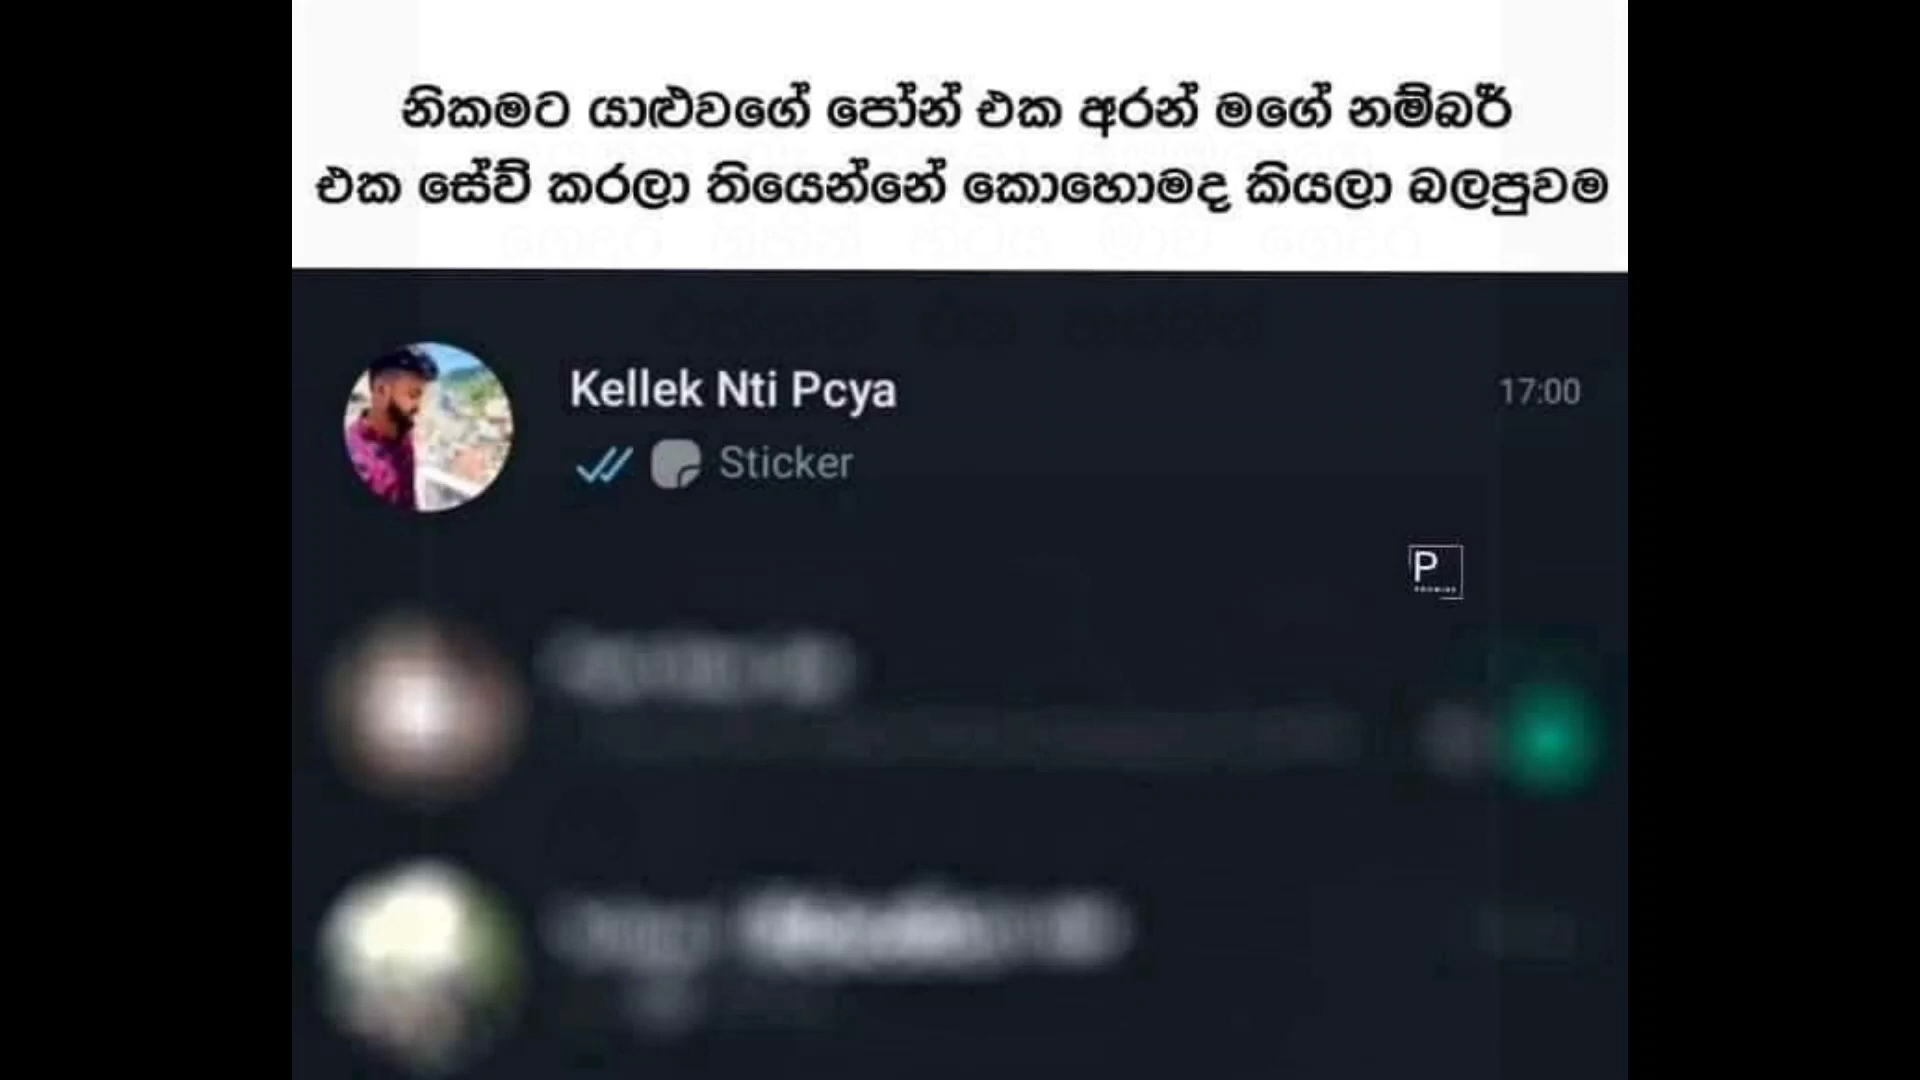 නිකමට යාළුවගේ පෝන් එක අරන් මගේ නම්බර්
එක සේව් කරලා තියෙන්නේ කොහොමද කියලා බලපුවම
Kellek Nti Pcya
17:00
Sticker
P